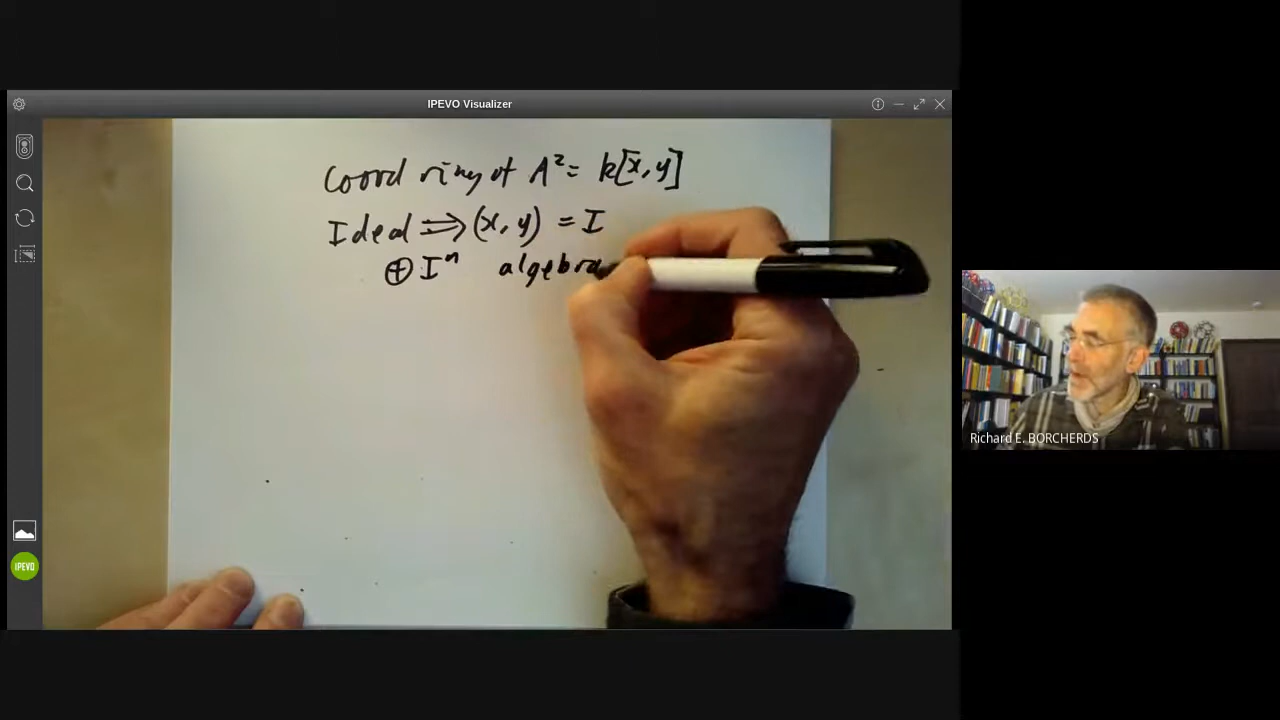 IPEVO Visualizer
coord ring of A²= k[x,y]
Ideal ⇒ (x, y) = I
⊕ Iⁿ algebra
Richard E. BORCHERDS
IPEVO